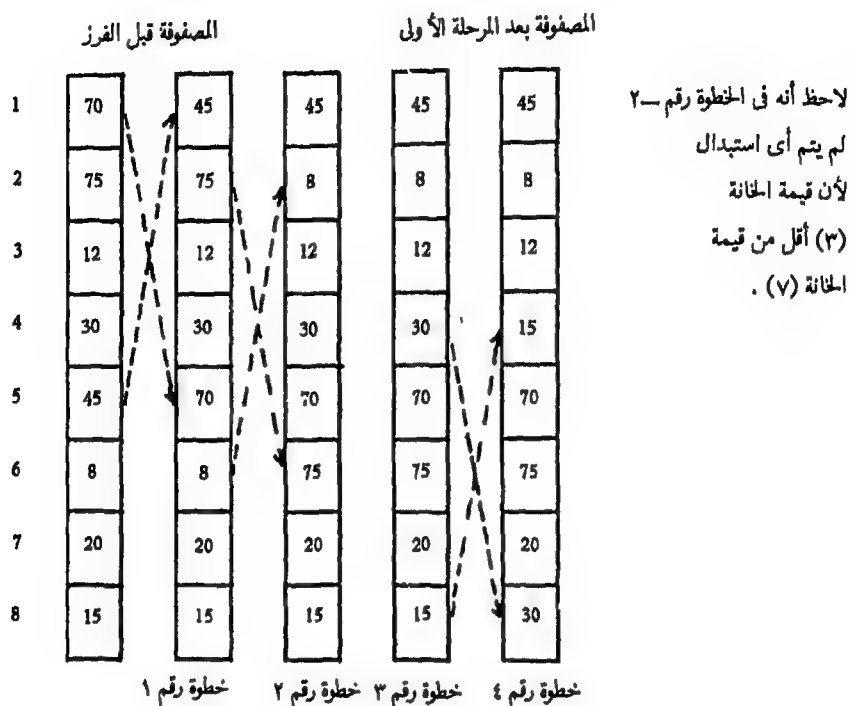 المصفوفة قبل الفرز
المصفوفة بعد المرحلة الأولى
1 70 45 45 45 45
2 75 75 8 8 8
3 12 12 12 12 12
4 30 30 30 30 15
5 45 70 70 70 70
6 8 8 75 75 75
7 20 20 20 20 20
8 15 15 15 15 30
خطوة رقم ١ خطوة رقم ٢ خطوة رقم ٣ خطوة رقم ٤
لاحظ أنه فى الخطوة رقم —٢
لم يتم أى استبدال
لأن قيمة الخانة
(٣) أقل من قيمة
الخانة (٧) .